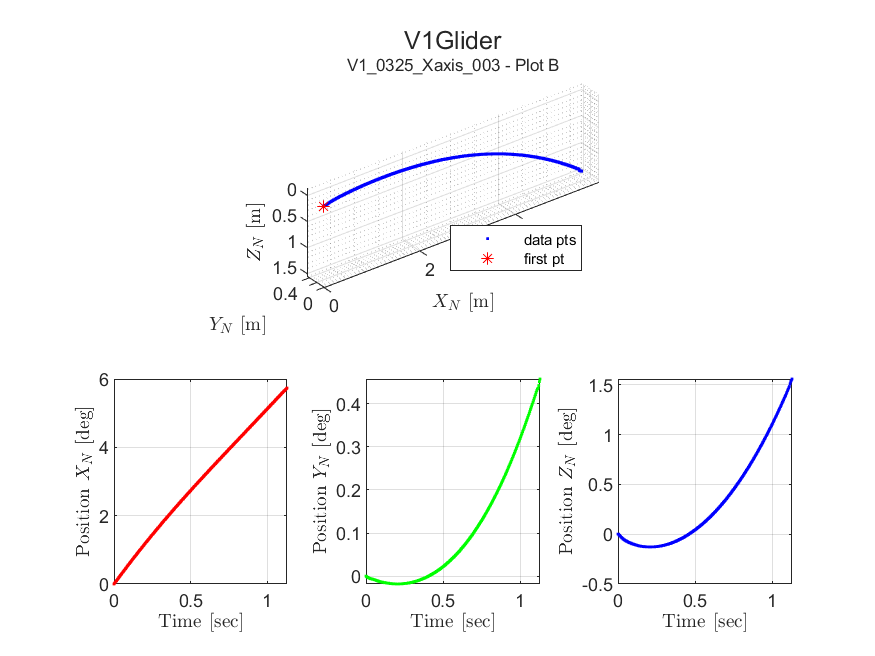 V1Glider
V1_0325_Xaxis_003 - Plot B
0
0.5
1
1.5
Z_N [m]
0.4
0
Y_N [m]
0
2
X_N [m]
data pts
first pt
6
4
2
0
Position X_N [deg]
0
0.5
1
Time [sec]
0.4
0.3
0.2
0.1
0
Position Y_N [deg]
0
0.5
1
Time [sec]
1.5
1
0.5
0
-0.5
Position Z_N [deg]
0
0.5
1
Time [sec]